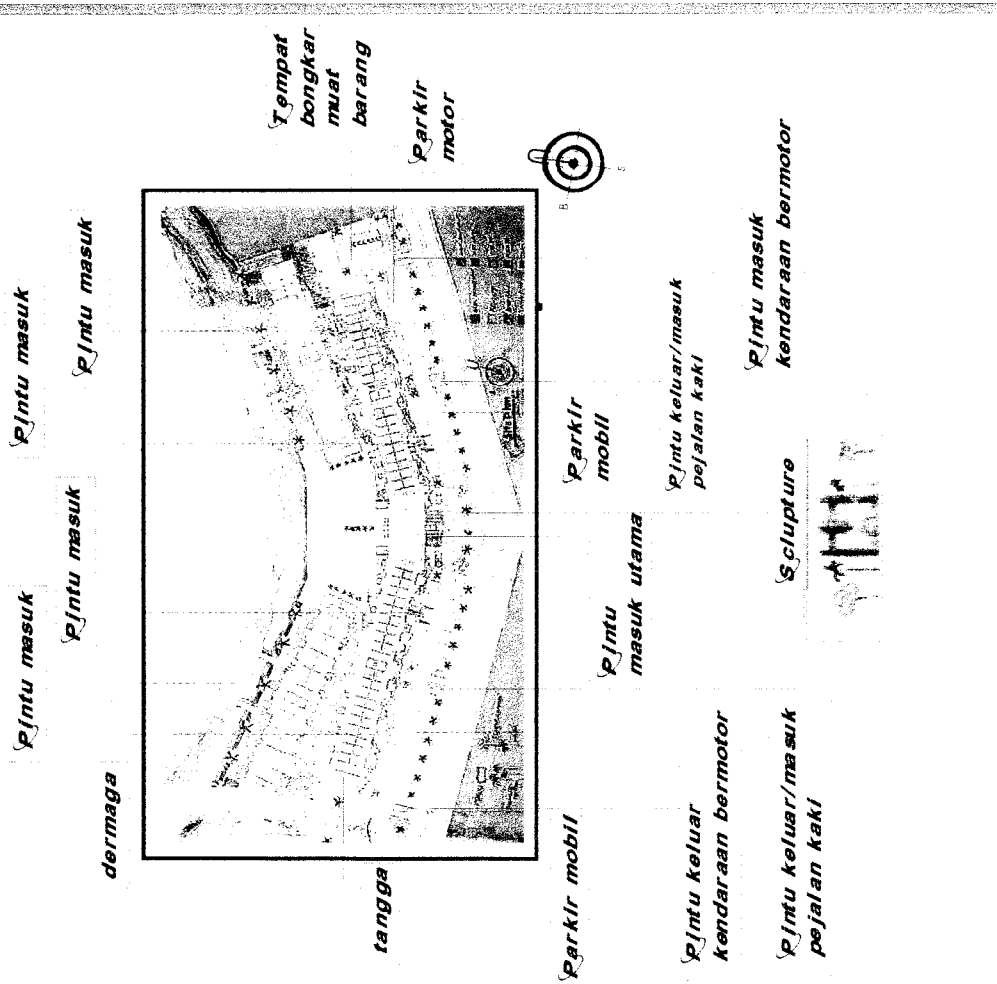 Pintu masuk
Pintu masuk
Pintu masuk
Pintu masuk
dermaga
Tempat
bongkar
muat
barang
tangga
Parkir
motor
B
S
Site Plan
Parkir mobil
Parkir
mobil
Pintu
masuk utama
Pintu keluar/masuk
pejalan kaki
Pintu keluar
kendaraan bermotor
Pintu masuk
kendaraan bermotor
Pintu keluar/masuk
pejalan kaki
Sclupture